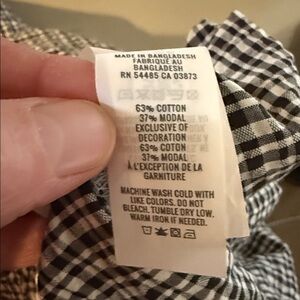 MADE IN BANGLADESH
FABRIQUÉ AU
BANGLADESH
RN 54485 CA 03873
63% COTTON
37% MODAL
EXCLUSIVE OF
DECORATION
63% COTON
37% MODAL
À L'EXCEPTION DE LA
GARNITURE
MACHINE WASH COLD WITH
LIKE COLORS. DO NOT
BLEACH. TUMBLE DRY LOW.
WARM IRON IF NEEDED.